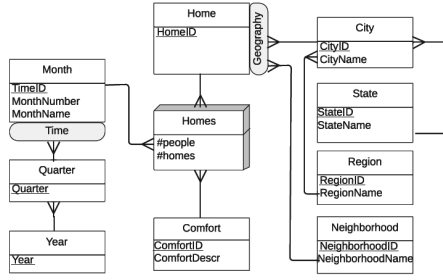 Home
HomeID
Geography
City
CityID
CityName
Month
TimeID
MonthNumber
MonthName
Time
State
StateID
StateName
Homes
#people
#homes
Quarter
Quarter
Region
RegionID
RegionName
Year
Year
Comfort
ComfortID
ComfortDescr
Neighborhood
NeighborhoodID
NeighborhoodName